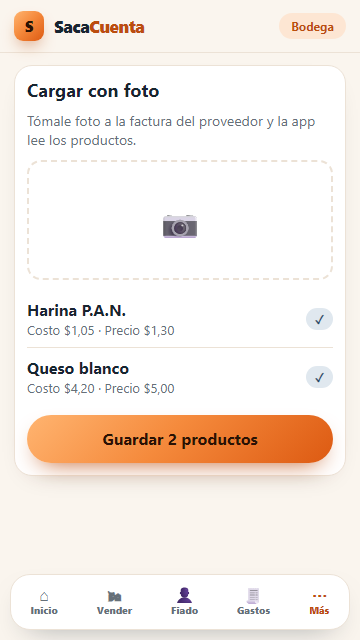 S SacaCuenta Bodega
Cargar con foto
Tómale foto a la factura del proveedor y la app
lee los productos.
Harina P.A.N.
Costo $1,05 · Precio $1,30
✓
Queso blanco
Costo $4,20 · Precio $5,00
✓
Guardar 2 productos
Inicio Vender Fiado Gastos Más